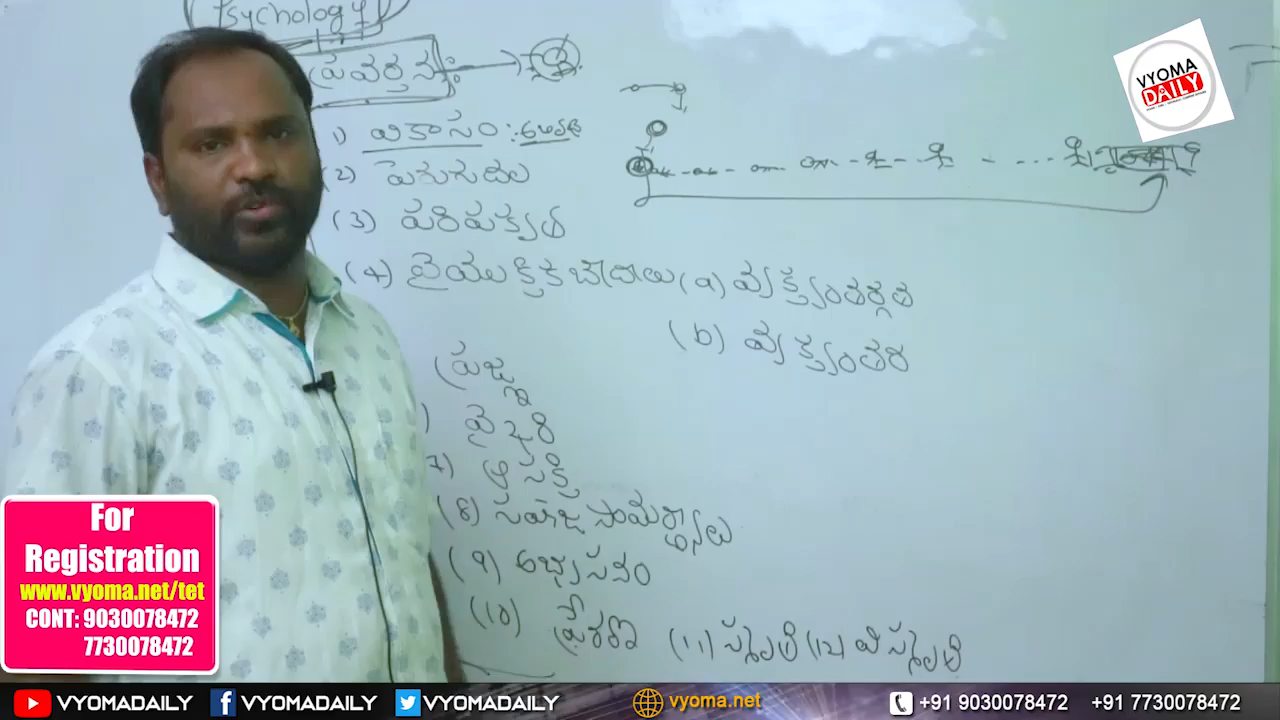 Psychology
ప్రవర్తన :
1) వికాసం :
2) పెరుగుదల
(3) పరిపక్వత
(4) వైయుక్తిక బేదాలు (a) వ్యక్త్యంతర్గత
(b) వ్యక్త్యంతర
ప్రజ్ఞ
) వైఖరి
7) ఆసక్తి
(8) సహజ సామర్థ్యాలు
(9) అభ్యసనం
(10) ప్రేరణ (11) స్మృతి (12) విస్మృతి
VYOMA
DAILY
For
Registration
www.vyoma.net/tet
CONT: 9030078472
7730078472
VYOMADAILY VYOMADAILY VYOMADAILY vyoma.net +91 9030078472 +91 7730078472